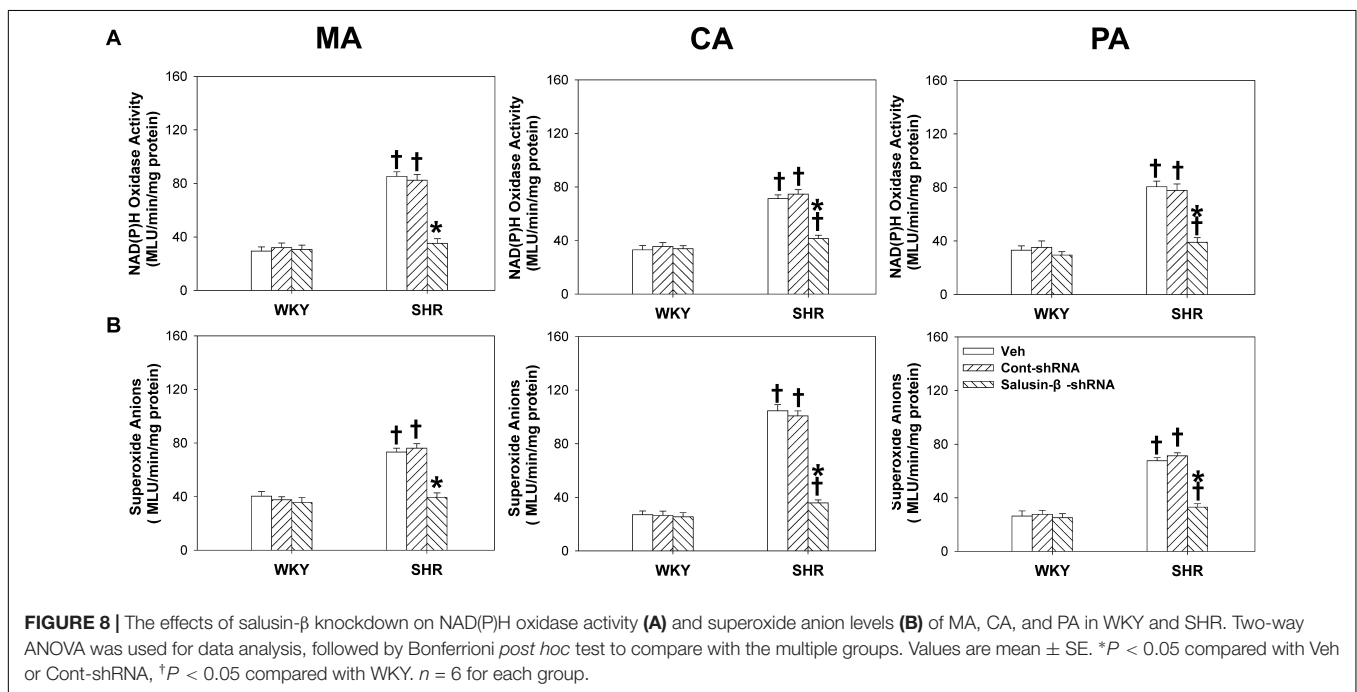 A
MA
CA
PA
NAD(P)H Oxidase Activity
(MLU/min/mg protein)
160
120
80
40
0
† † *
WKY
SHR
NAD(P)H Oxidase Activity
(MLU/min/mg protein)
160
120
80
40
0
† † *
†
WKY
SHR
NAD(P)H Oxidase Activity
(MLU/min/mg protein)
160
120
80
40
0
† † *
†
WKY
SHR
B
Superoxide Anions
( MLU/min/mg protein)
160
120
80
40
0
† † *
WKY
SHR
Superoxide Anions
( MLU/min/mg protein)
160
120
80
40
0
† † *
†
WKY
SHR
Superoxide Anions
( MLU/min/mg protein)
160
120
80
40
0
Veh
Cont-shRNA
Salusin-β -shRNA
† † *
†
WKY
SHR
FIGURE 8 | The effects of salusin-β knockdown on NAD(P)H oxidase activity (A) and superoxide anion levels (B) of MA, CA, and PA in WKY and SHR. Two-way
ANOVA was used for data analysis, followed by Bonferrioni post hoc test to compare with the multiple groups. Values are mean ± SE. *P < 0.05 compared with Veh
or Cont-shRNA, †P < 0.05 compared with WKY. n = 6 for each group.